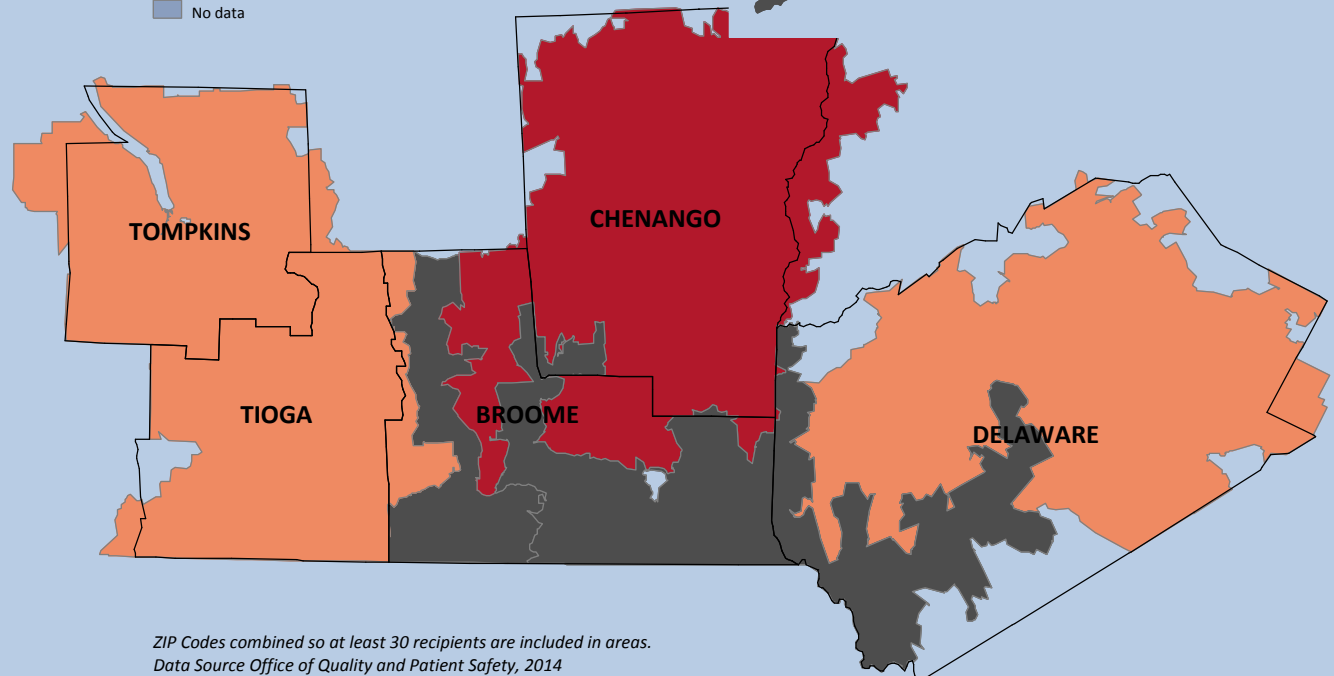 No data
CHENANGO
TOMPKINS
TIOGA
BROOME
DELAWARE
ZIP Codes combined so at least 30 recipients are included in areas.
Data Source Office of Quality and Patient Safety, 2014